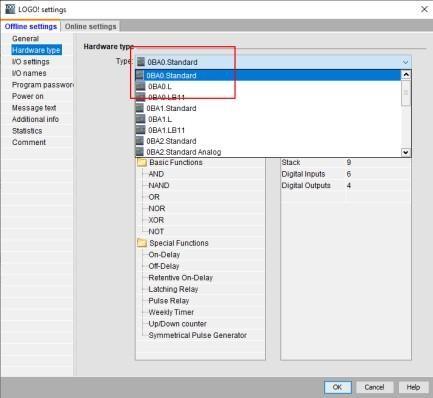 LOGO! settings
Offline settings Online settings
General
Hardware type
I/O settings
I/O names
Program password
Power on
Message text
Additional info
Statistics
Comment
Hardware type
Type: 0BA0.Standard
0BA0.Standard
0BA0.L
0BA0.LB11
0BA1.Standard
0BA1.L
0BA1.LB11
0BA2.Standard
0BA2.Standard Analog
Basic Functions
AND
NAND
OR
NOR
XOR
NOT
Special Functions
On-Delay
Off-Delay
Retentive On-Delay
Latching Relay
Pulse Relay
Weekly Timer
Up/Down counter
Symmetrical Pulse Generator
Stack 9
Digital Inputs 6
Digital Outputs 4
OK Cancel Help